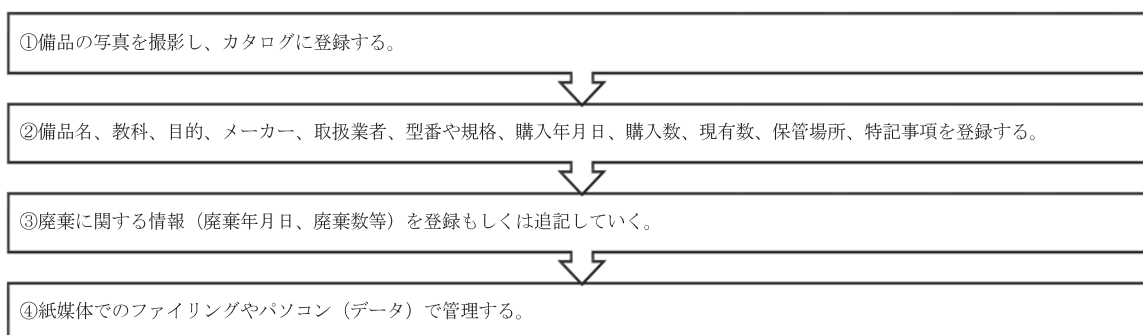 ①備品の写真を撮影し、カタログに登録する。
②備品名、教科、目的、メーカー、取扱業者、型番や規格、購入年月日、購入数、現有数、保管場所、特記事項を登録する。
③廃棄に関する情報（廃棄年月日、廃棄数等）を登録もしくは追記していく。
④紙媒体でのファイリングやパソコン（データ）で管理する。